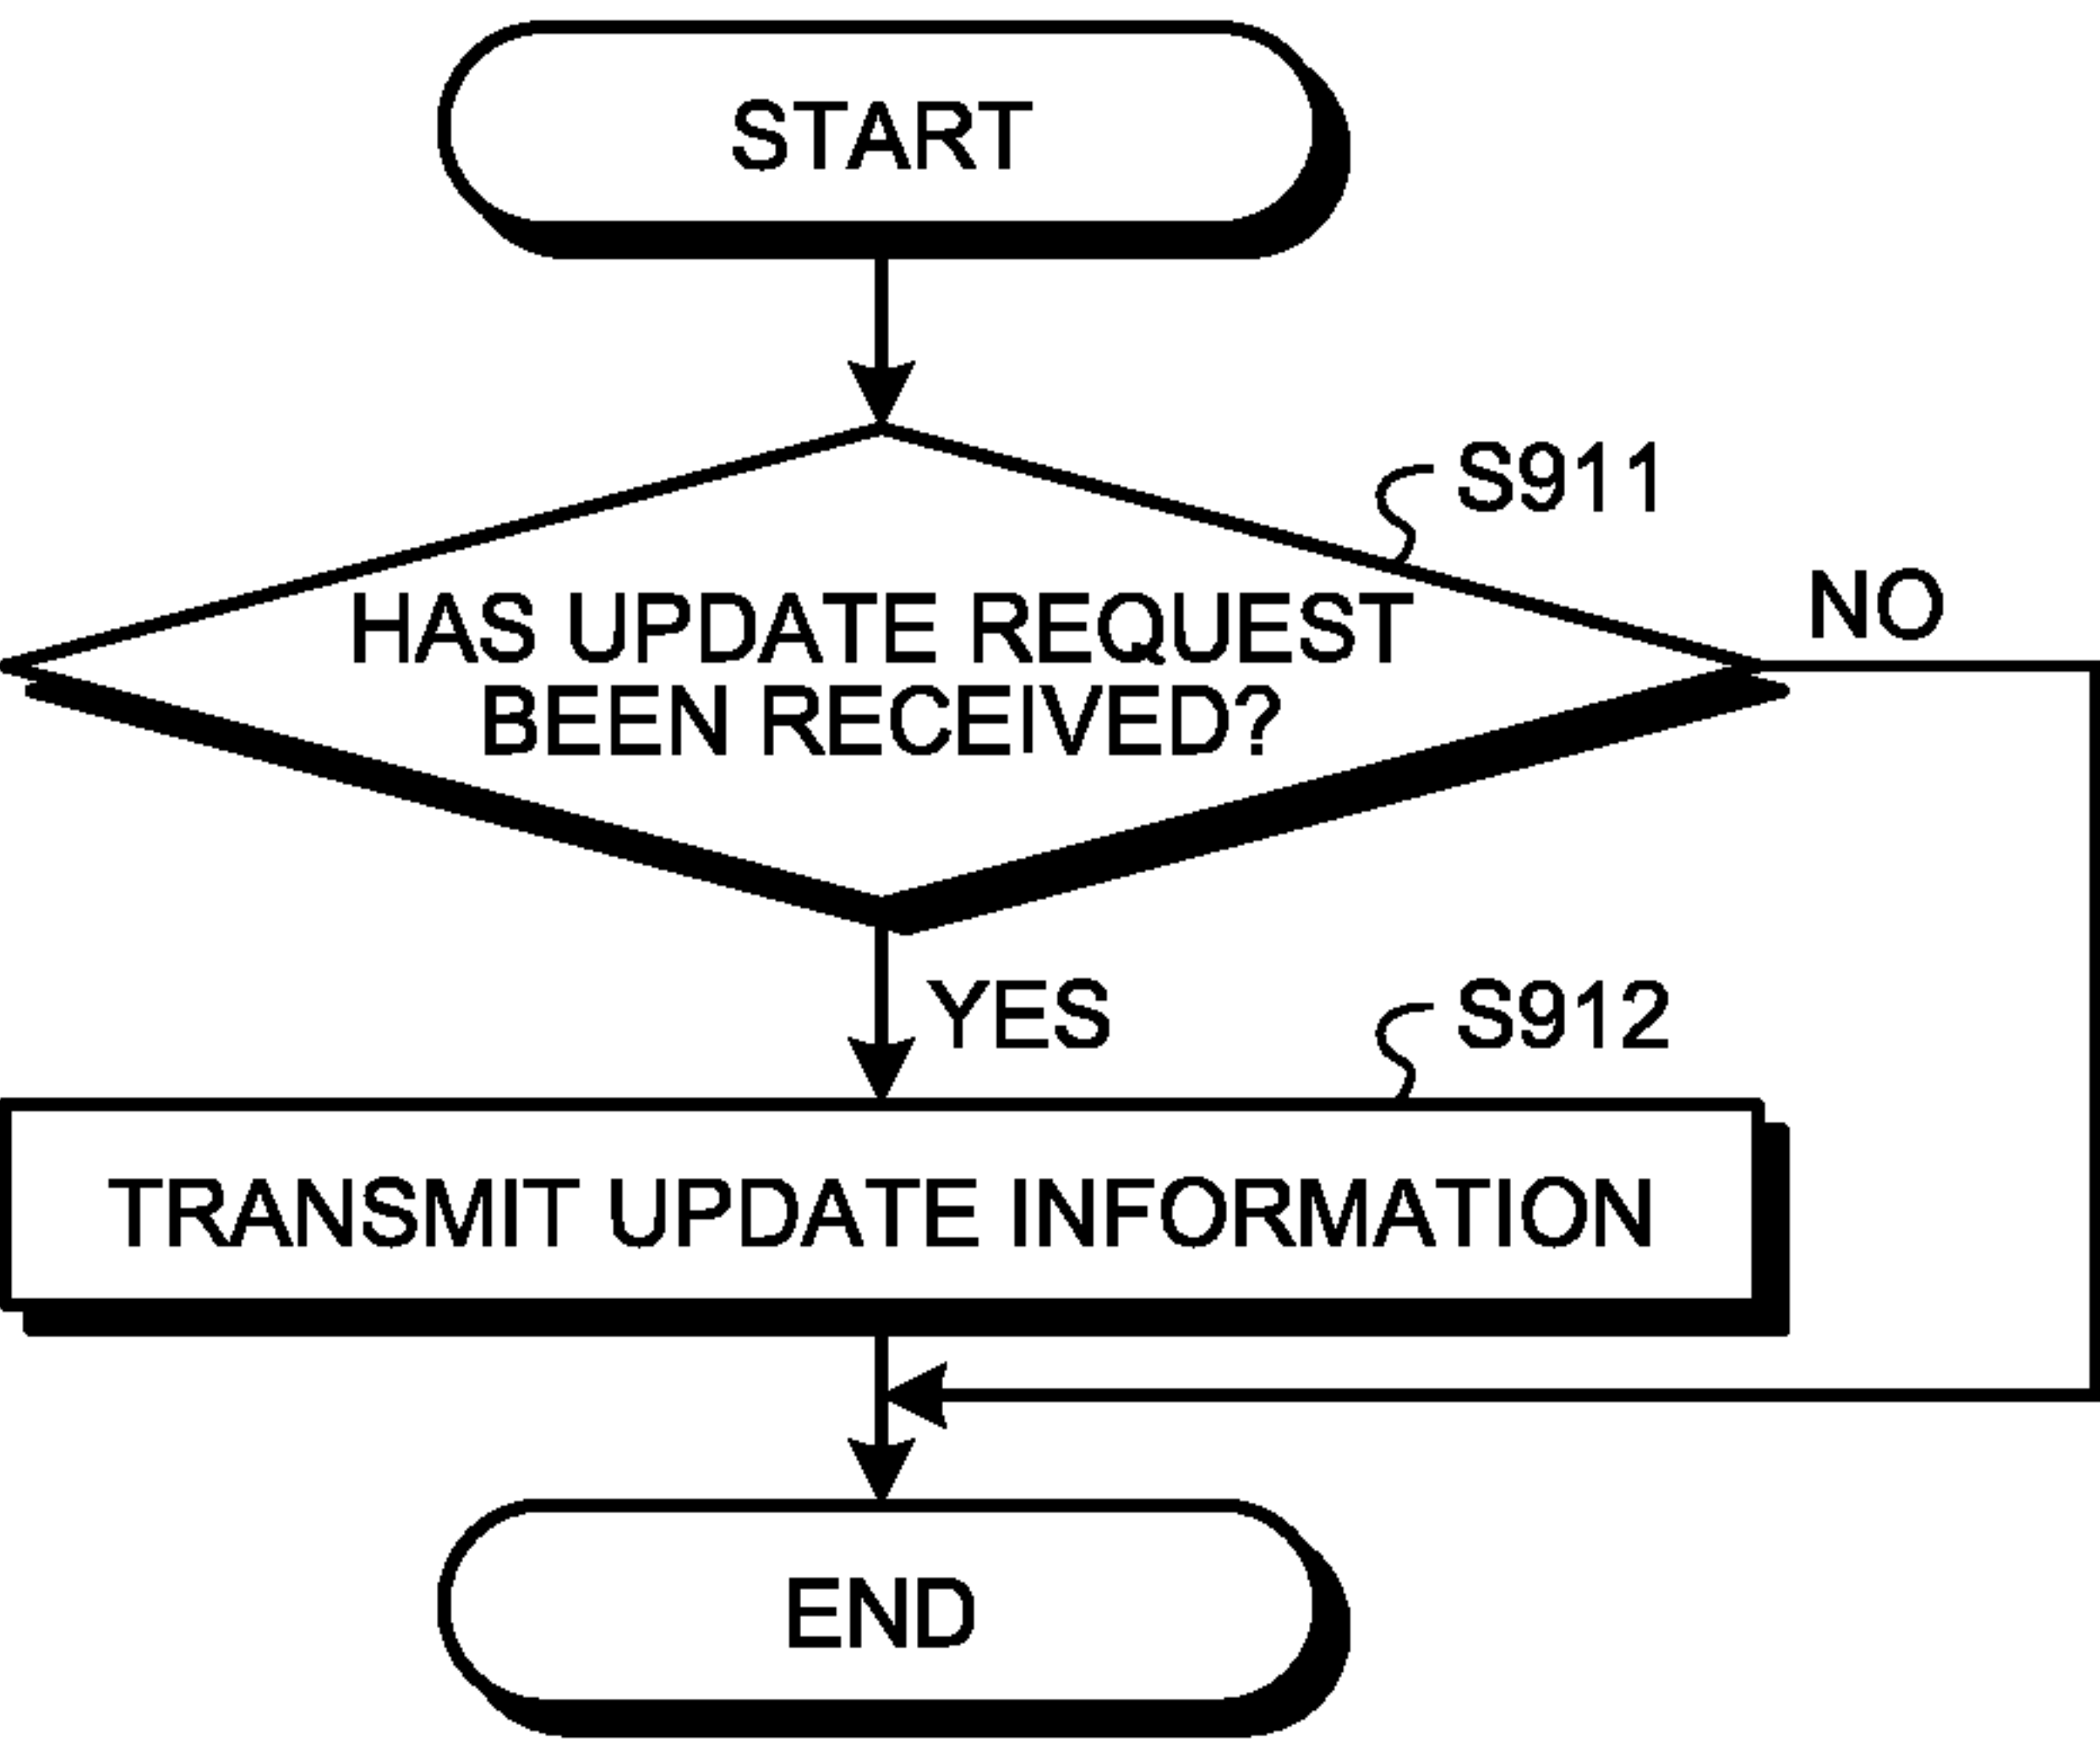 START
S911
HAS UPDATE REQUEST
BEEN RECEIVED?
NO
YES
S912
TRANSMIT UPDATE INFORMATION
END